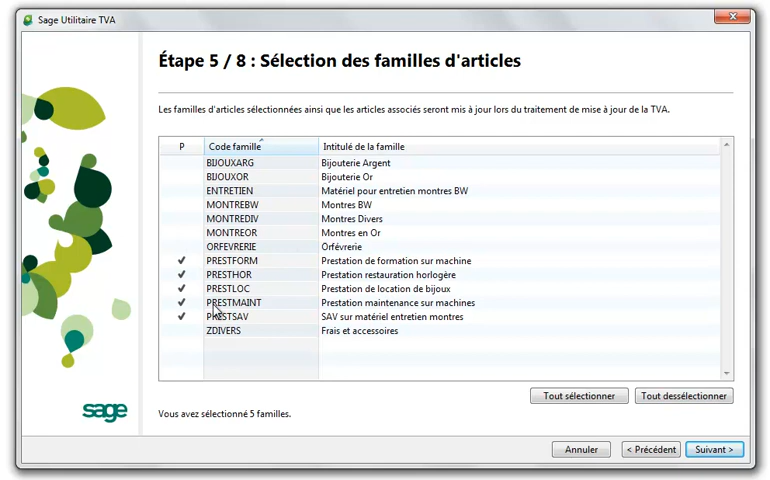 Sage Utilitaire TVA
Étape 5 / 8 : Sélection des familles d'articles
Les familles d'articles sélectionnées ainsi que les articles associés seront mis à jour lors du traitement de mise à jour de la TVA.
P Code famille Intitulé de la famille
BIJOUXARG Bijouterie Argent
BIJOUXOR Bijouterie Or
ENTRETIEN Matériel pour entretien montres BW
MONTREBW Montres BW
MONTREDIV Montres Divers
MONTREOR Montres en Or
ORFEVRERIE Orfévrerie
PRESTFORM Prestation de formation sur machine
PRESTHOR Prestation restauration horlogère
PRESTLOC Prestation de location de bijoux
PRESTMAINT Prestation maintenance sur machines
PRESTSAV SAV sur matériel entretien montres
ZDIVERS Frais et accessoires
Tout sélectionner Tout dessélectionner
sage
Vous avez sélectionné 5 familles.
Annuler < Précédent Suivant >